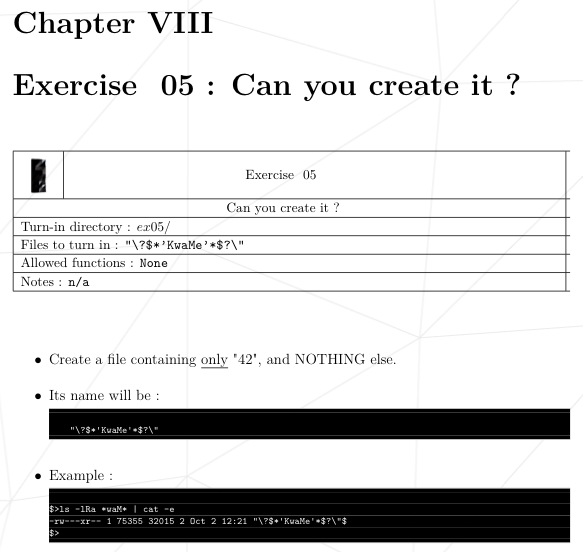 Chapter VIII
Exercise 05 : Can you create it ?
Exercise 05
Can you create it ?
Turn-in directory : ex05/
Files to turn in : "\?$*'KwaMe'*$?\"
Allowed functions : None
Notes : n/a
• Create a file containing only "42", and NOTHING else.
• Its name will be :
"\?$*'KwaMe'*$?\"
• Example :
$>ls -lRa *waM* | cat -e
-rw---xr-- 1 75355 32015 2 Oct 2 12:21 "\?$*'KwaMe'*$?\"$
$>